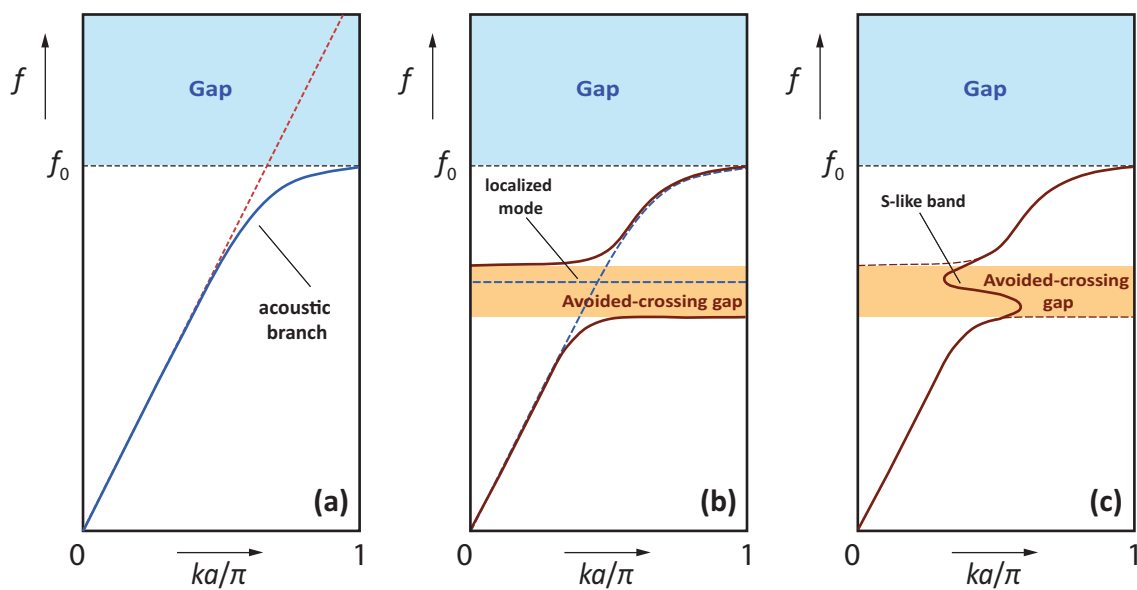 Gap
f
f₀
acoustic
branch
(a)
0
1
ka/π
Gap
f
f₀
localized
mode
Avoided-crossing gap
(b)
0
1
ka/π
Gap
f
f₀
S-like band
Avoided-crossing
gap
(c)
0
1
ka/π